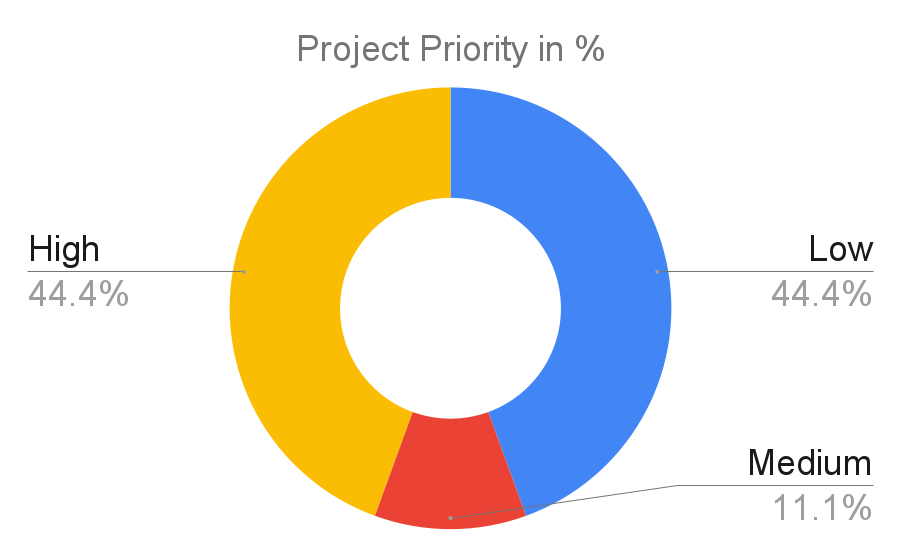 Project Priority in %
High
44.4%
Low
44.4%
Medium
11.1%